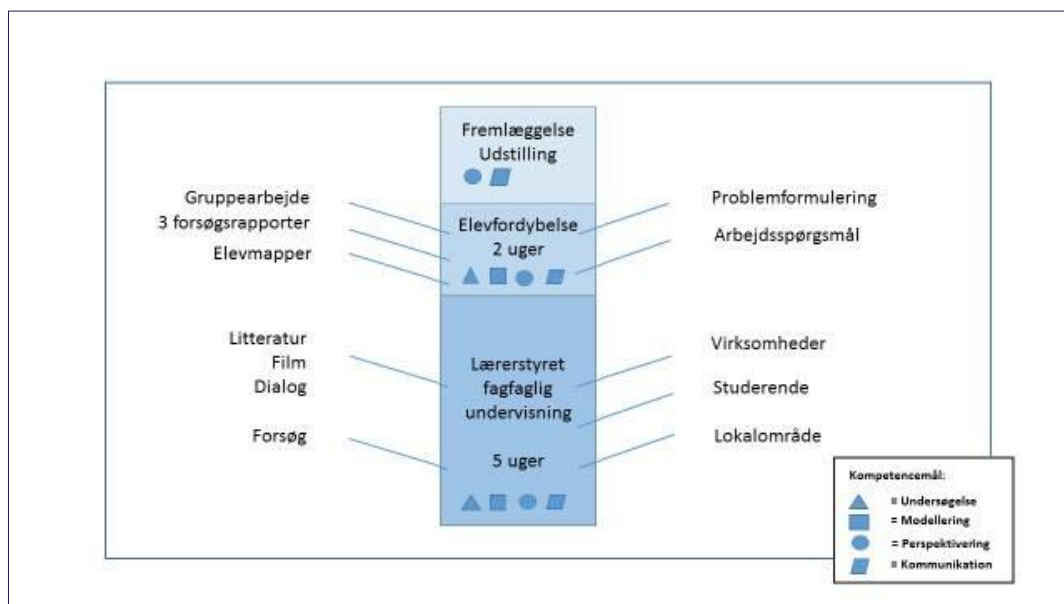 Fremlæggelse
Udstilling
Gruppearbejde
3 forsøgsrapporter
Elevmapper
Elevfordybelse
2 uger
Problemformulering
Arbejdsspørgsmål
Litteratur
Film
Dialog
Forsøg
Lærerstyret
fagfaglig
undervisning
5 uger
Virksomheder
Studerende
Lokalområde
Kompetencemål:
= Undersøgelse
= Modellering
= Perspektivering
= Kommunikation